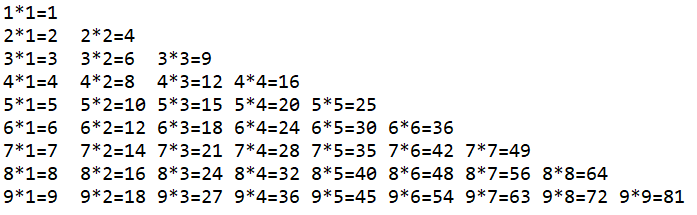 1*1=1
2*1=2  2*2=4
3*1=3  3*2=6  3*3=9
4*1=4  4*2=8  4*3=12 4*4=16
5*1=5  5*2=10 5*3=15 5*4=20 5*5=25
6*1=6  6*2=12 6*3=18 6*4=24 6*5=30 6*6=36
7*1=7  7*2=14 7*3=21 7*4=28 7*5=35 7*6=42 7*7=49
8*1=8  8*2=16 8*3=24 8*4=32 8*5=40 8*6=48 8*7=56 8*8=64
9*1=9  9*2=18 9*3=27 9*4=36 9*5=45 9*6=54 9*7=63 9*8=72 9*9=81